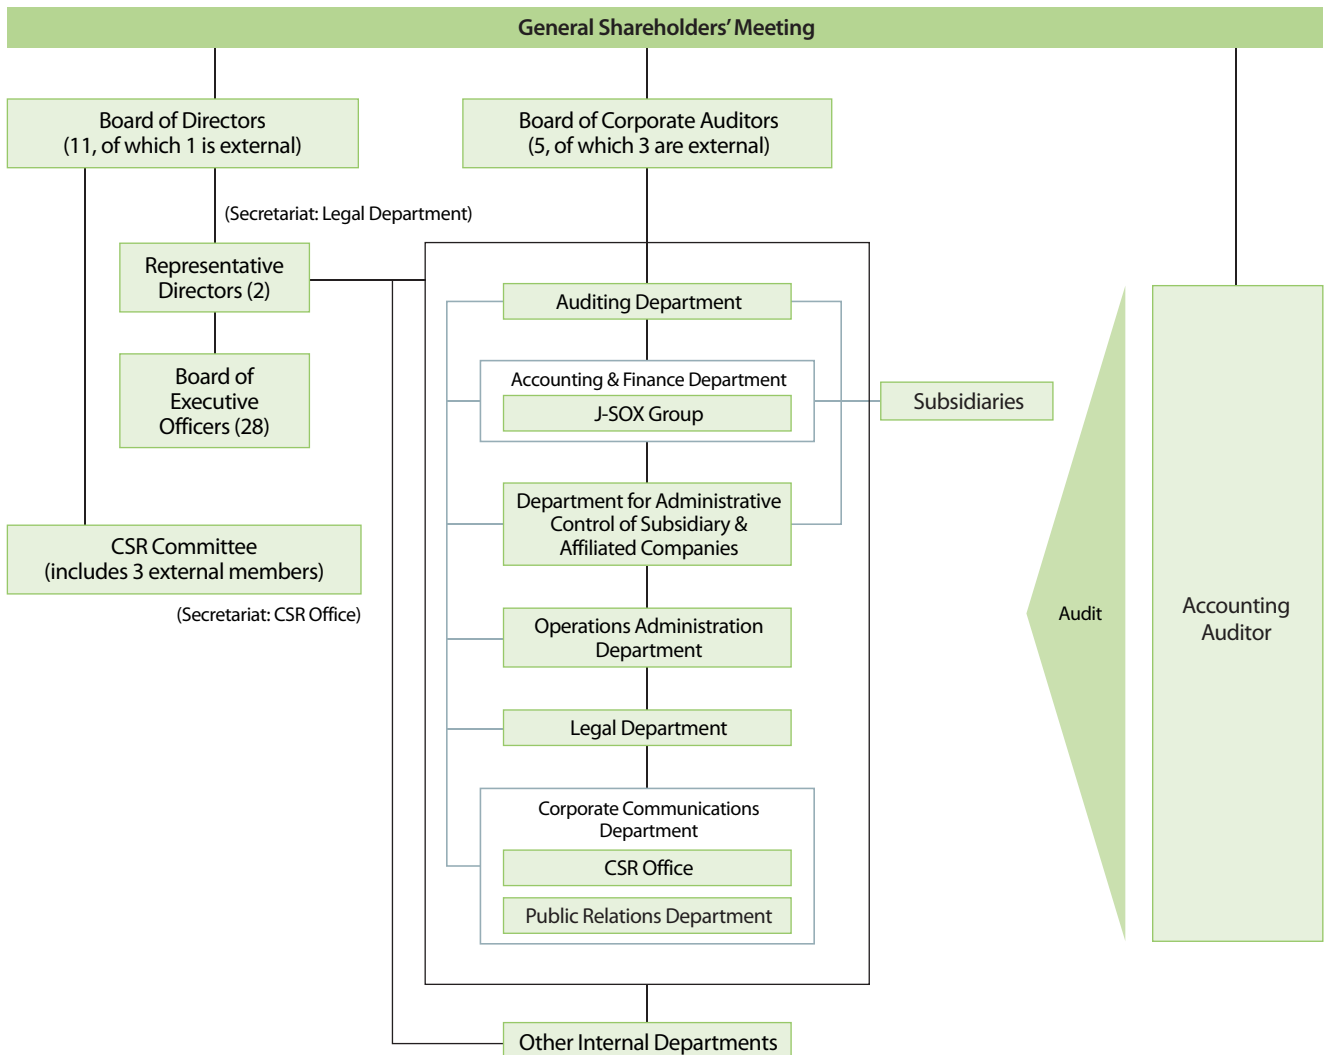 General Shareholders’ Meeting
Board of Directors
(11, of which 1 is external)
Board of Corporate Auditors
(5, of which 3 are external)
(Secretariat: Legal Department)
Representative
Directors (2)
Board of
Executive
Officers (28)
CSR Committee
(includes 3 external members)
(Secretariat: CSR Office)
Auditing Department
Accounting & Finance Department
J-SOX Group
Department for Administrative
Control of Subsidiary &
Affiliated Companies
Operations Administration
Department
Legal Department
Corporate Communications
Department
CSR Office
Public Relations Department
Other Internal Departments
Subsidiaries
Audit
Accounting
Auditor